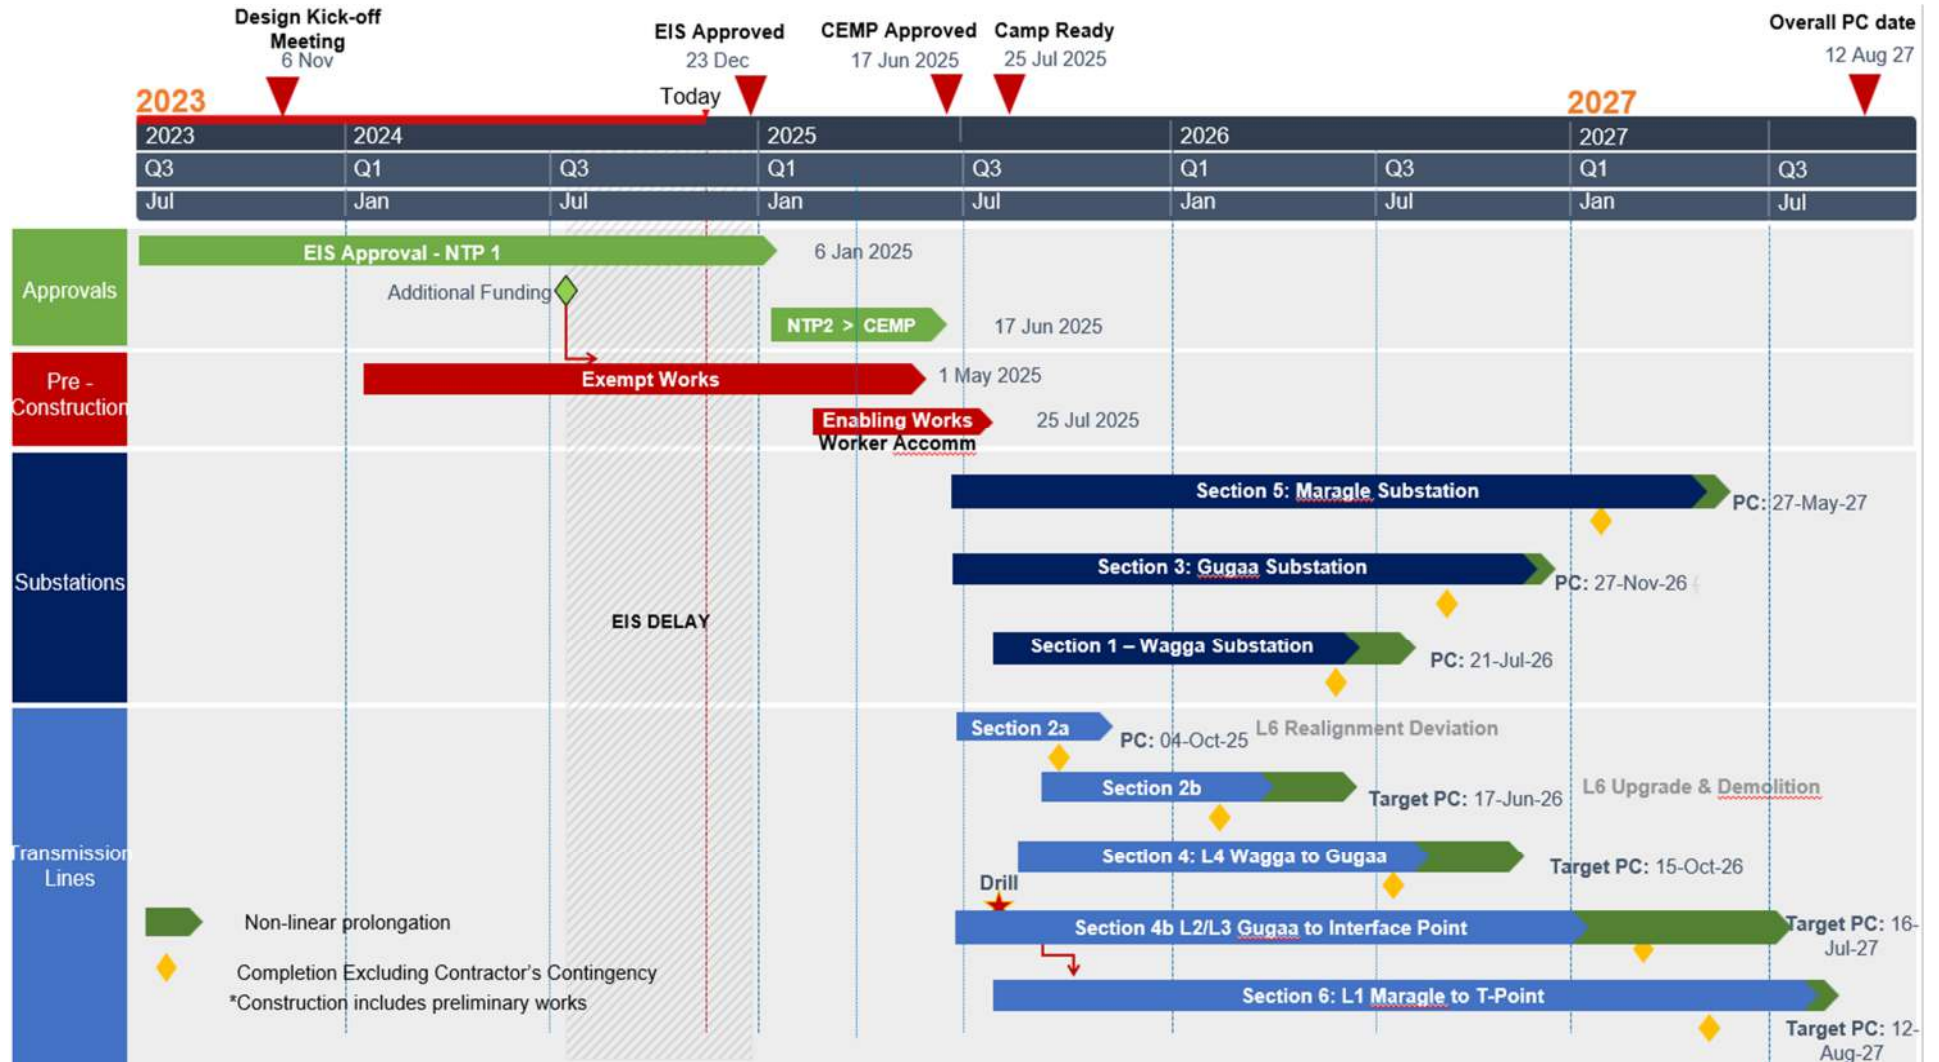 Design Kick-off
Meeting
6 Nov
EIS Approved
23 Dec
CEMP Approved
17 Jun 2025
Camp Ready
25 Jul 2025
Overall PC date
12 Aug 27
2023
Today
2027
2023 2024 2025 2026 2027
Q3 Q1 Q3 Q1 Q3 Q1 Q3 Q1 Q3
Jul Jan Jul Jan Jul Jan Jul Jan Jul
Approvals
EIS Approval - NTP 1
6 Jan 2025
Additional Funding
NTP2 > CEMP
17 Jun 2025
Pre -
Construction
Exempt Works
1 May 2025
Enabling Works
25 Jul 2025
Worker Accomm
Substations
Section 5: Maragle Substation
PC: 27-May-27
Section 3: Gugaa Substation
PC: 27-Nov-26
EIS DELAY
Section 1 – Wagga Substation
PC: 21-Jul-26
Transmission
Lines
Section 2a
PC: 04-Oct-25
L6 Realignment Deviation
Section 2b
Target PC: 17-Jun-26
L6 Upgrade & Demolition
Section 4: L4 Wagga to Gugaa
Target PC: 15-Oct-26
Drill
Section 4b L2/L3 Gugaa to Interface Point
Target PC: 16-
Jul-27
Section 6: L1 Maragle to T-Point
Target PC: 12-
Aug-27
Non-linear prolongation
Completion Excluding Contractor's Contingency
*Construction includes preliminary works